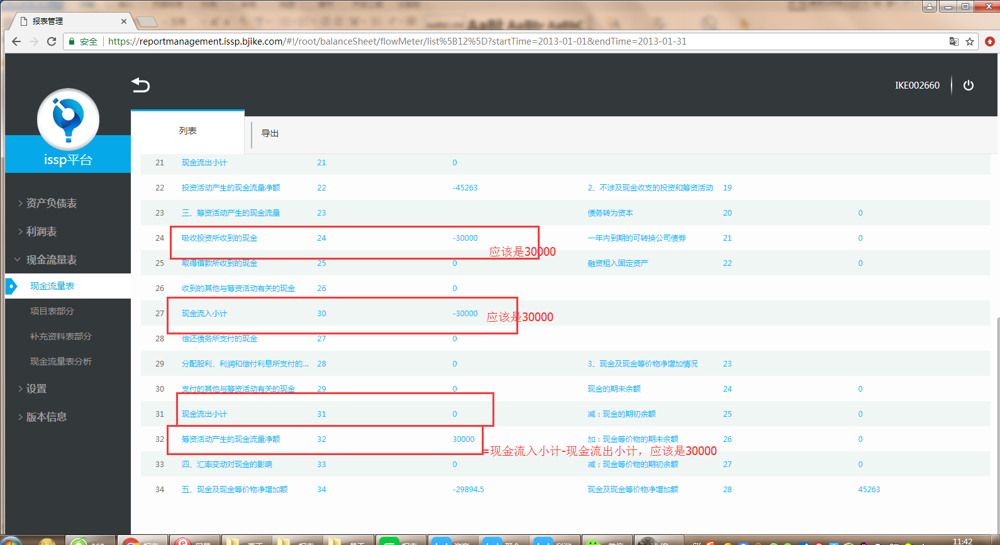 报表管理
安全 https://reportmanagement.issp.bjike.com/#!/root/balanceSheet/flowMeter/list%5B12%5D?startTime=2013-01-01&endTime=2013-01-31
IKE002660
issp平台
列表 导出
资产负债表
利润表
现金流量表
现金流量表
项目表部分
补充资料表部分
现金流量表分析
设置
版本信息
21 现金流出小计 21 0
22 投资活动产生的现金流量净额 22 -45263 2、不涉及现金收支的投资和筹资活动 19
23 三、筹资活动产生的现金流量 23 债务转为资本 20 0
24 吸收投资所收到的现金 24 -30000 一年内到期的可转换公司债券 21 0
应该是30000
25 取得借款所收到的现金 25 0 融资租入固定资产 22 0
26 收到的其他与筹资活动有关的现金 26 0
27 现金流入小计 30 -30000 应该是30000
28 偿还债务所支付的现金 27 0
29 分配股利、利润和偿付利息所支付的... 28 0 3、现金及现金等价物净增加情况 23
30 支付的其他与筹资活动有关的现金 29 0 现金的期末余额 24 0
31 现金流出小计 31 0 减：现金的期初余额 25 0
32 筹资活动产生的现金流量净额 32 30000 加：现金等价物的期末余额 26 0
=现金流入小计-现金流出小计，应该是30000
33 四、汇率变动对现金的影响 33 0 减：现金等价物的期初余额 27 0
34 五、现金及现金等价物净增加额 34 -29894.5 现金及现金等价物净增加额 28 45263
11:42